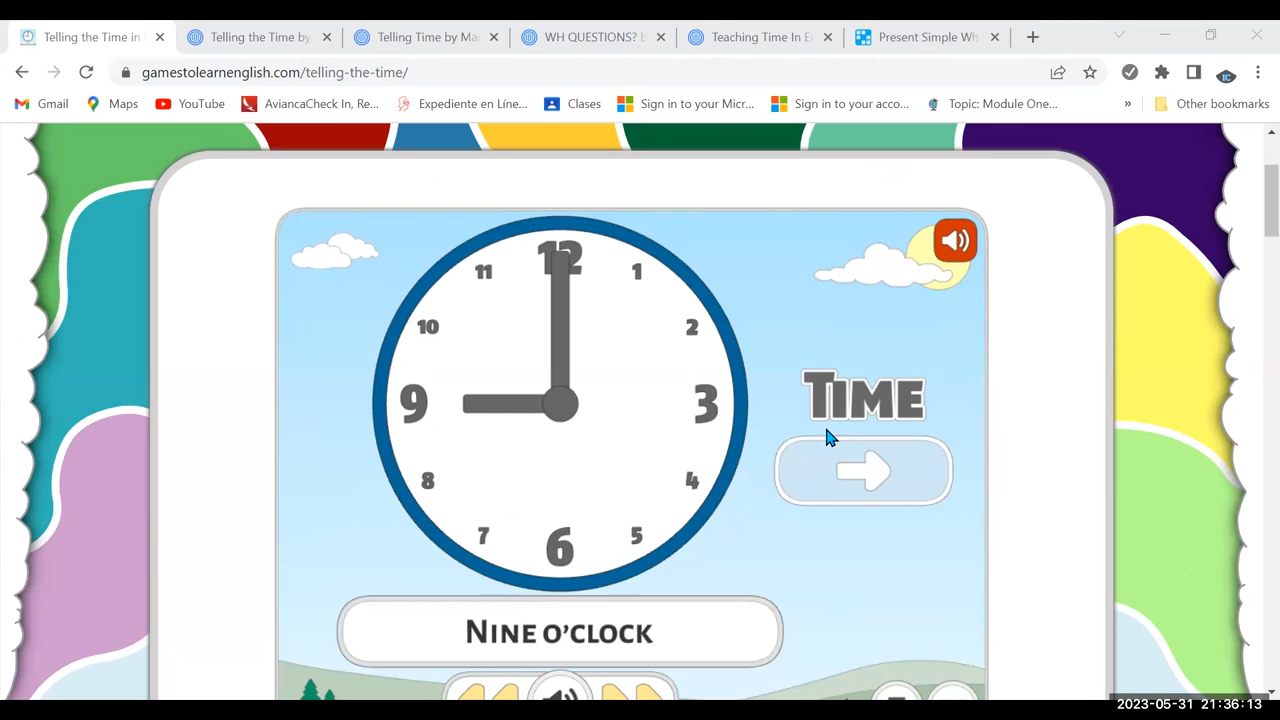 Telling the Time in
Telling the Time by
Telling Time by Ma
WH QUESTIONS? b
Teaching Time In E
Present Simple Wh
gamestolearnenglish.com/telling-the-time/
Gmail
Maps
YouTube
AviancaCheck In, Re...
Expediente en Líne...
Clases
Sign in to your Micr...
Sign in to your acco...
Topic: Module One...
»
Other bookmarks
12
11
1
10
2
9
3
8
4
7
5
6
TIME
NINE O'CLOCK
2023-05-31 21:36:13